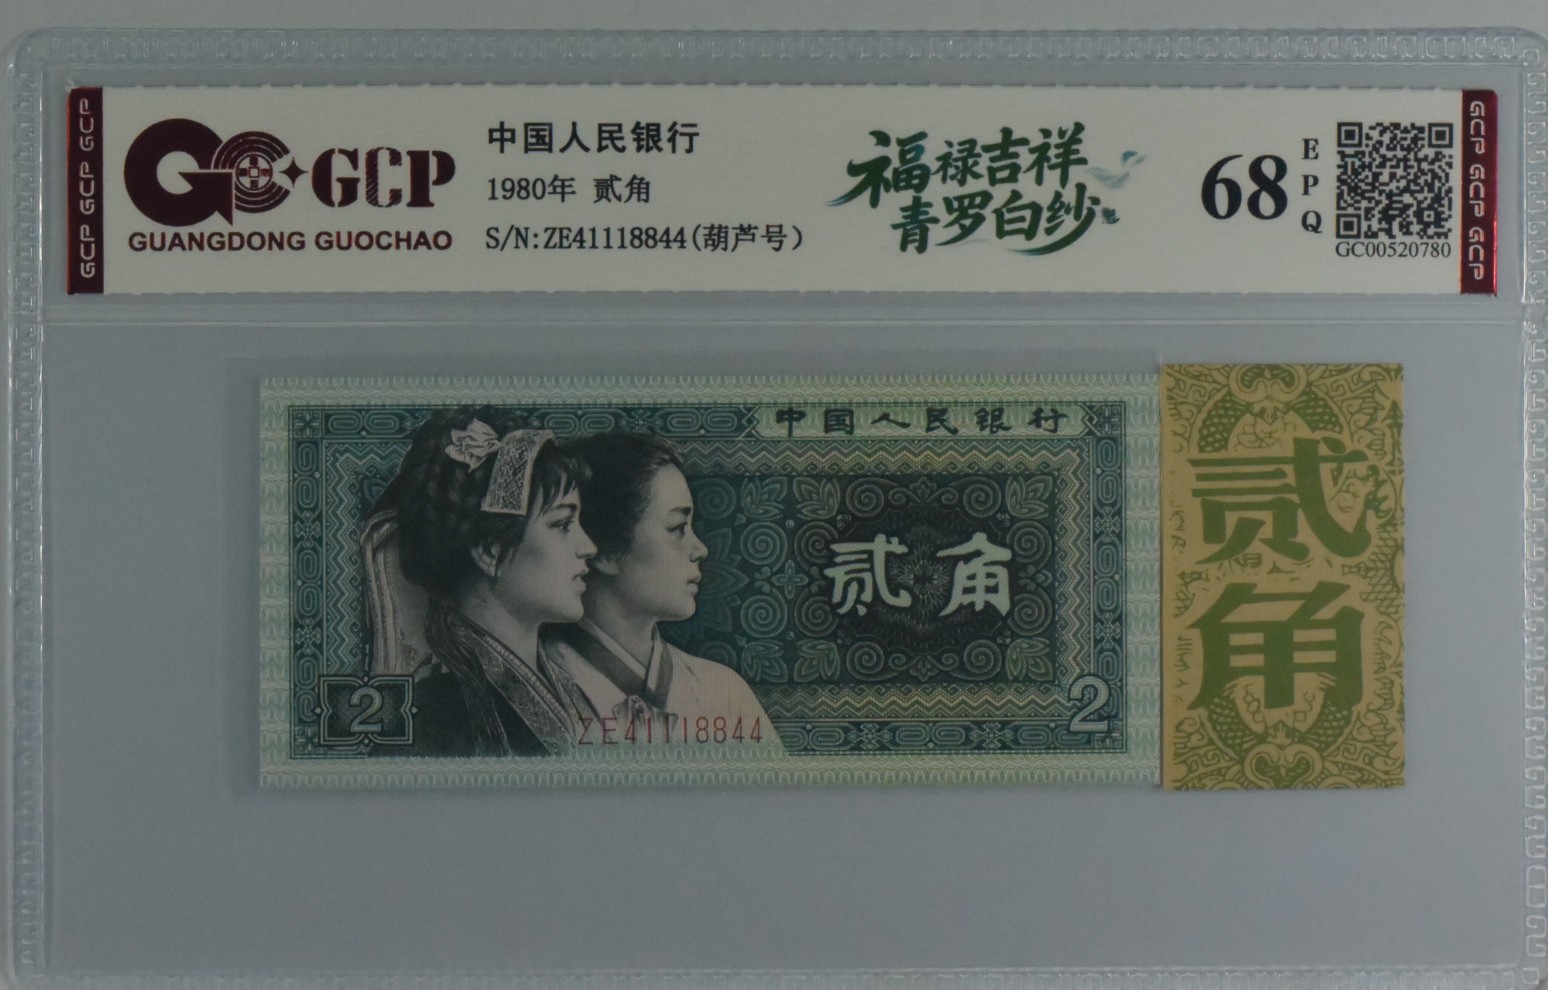 GCP GCP GCP
GCP
GUANGDONG GUOCHAO
中国人民银行
1980年 贰角
S/N:ZE41118844(葫芦号)
福禄吉祥
青罗白纱
68
E
P
Q
GC00520780
GCP GCP GCP
中国人民银行
贰角
2
2
ZE41118844
贰
角